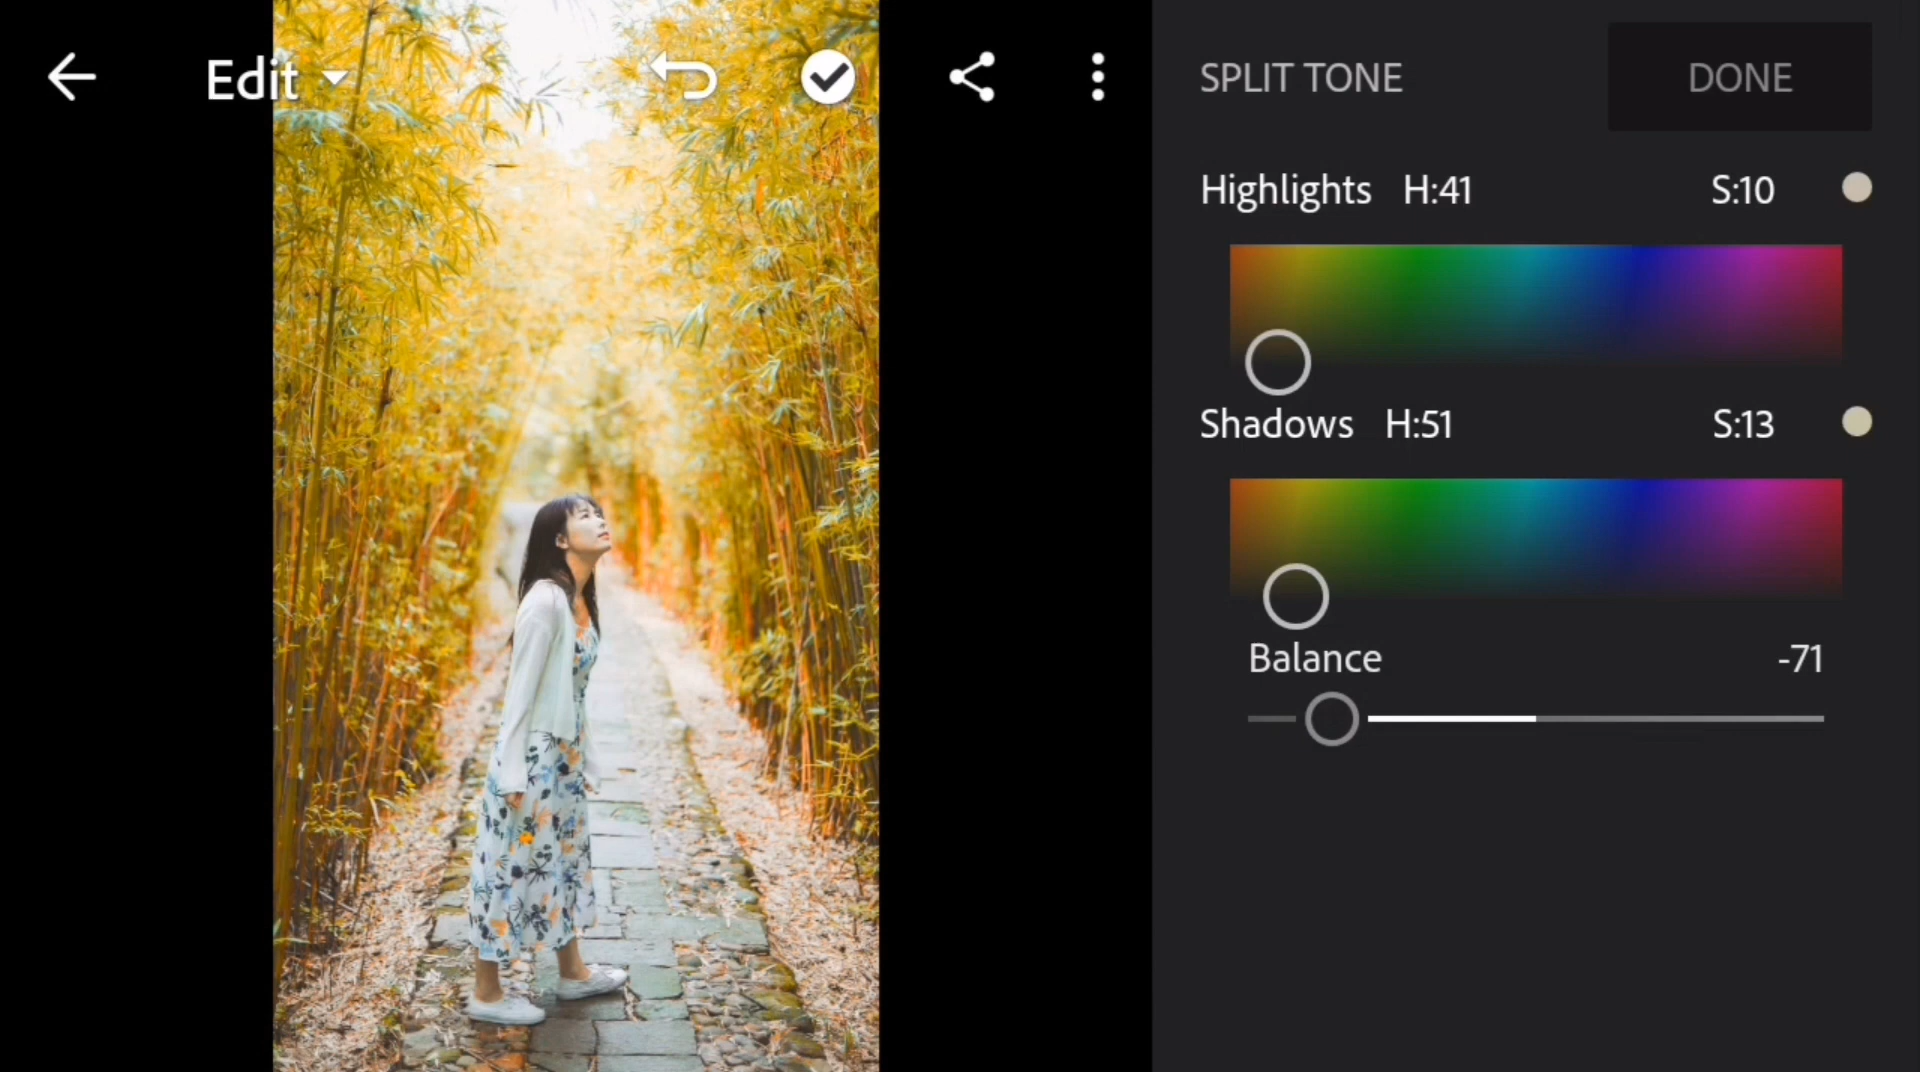 Edit
SPLIT TONE
DONE
Highlights H:41 S:10
Shadows H:51 S:13
Balance -71